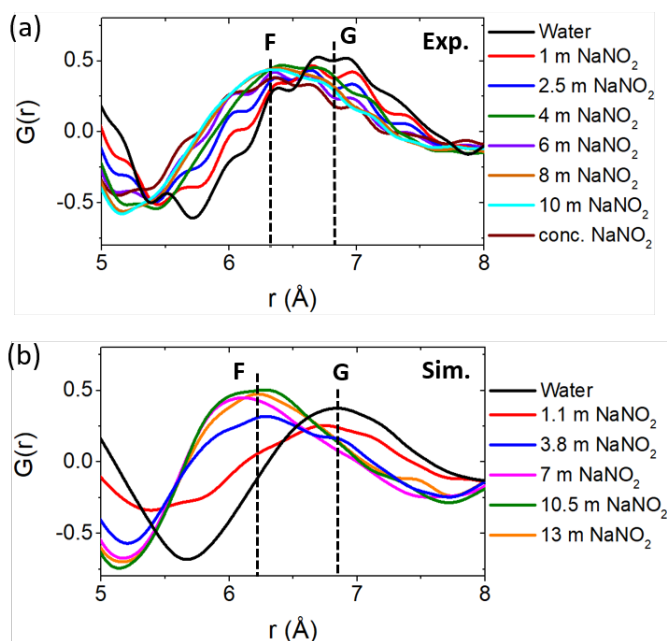 (a)
F
G
Exp.
G(r)
0.5
0.0
-0.5
5
6
7
8
r (Å)
Water
1 m NaNO₂
2.5 m NaNO₂
4 m NaNO₂
6 m NaNO₂
8 m NaNO₂
10 m NaNO₂
conc. NaNO₂
(b)
F
G
Sim.
G(r)
0.5
0.0
-0.5
5
6
7
8
r (Å)
Water
1.1 m NaNO₂
3.8 m NaNO₂
7 m NaNO₂
10.5 m NaNO₂
13 m NaNO₂